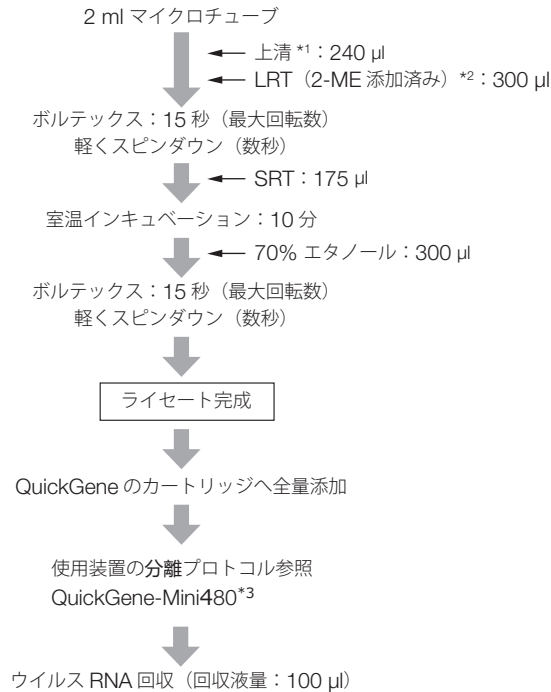 2 ml マイクロチューブ
上清 *1：240 µl
LRT（2-ME 添加済み）*2：300 µl
ボルテックス：15 秒（最大回転数）
軽くスピンダウン（数秒）
SRT：175 µl
室温インキュベーション：10 分
70% エタノール：300 µl
ボルテックス：15 秒（最大回転数）
軽くスピンダウン（数秒）
ライセート完成
QuickGene のカートリッジへ全量添加
使用装置の分離プロトコル参照
QuickGene-Mini480*3
ウイルス RNA 回収（回収液量：100 µl）